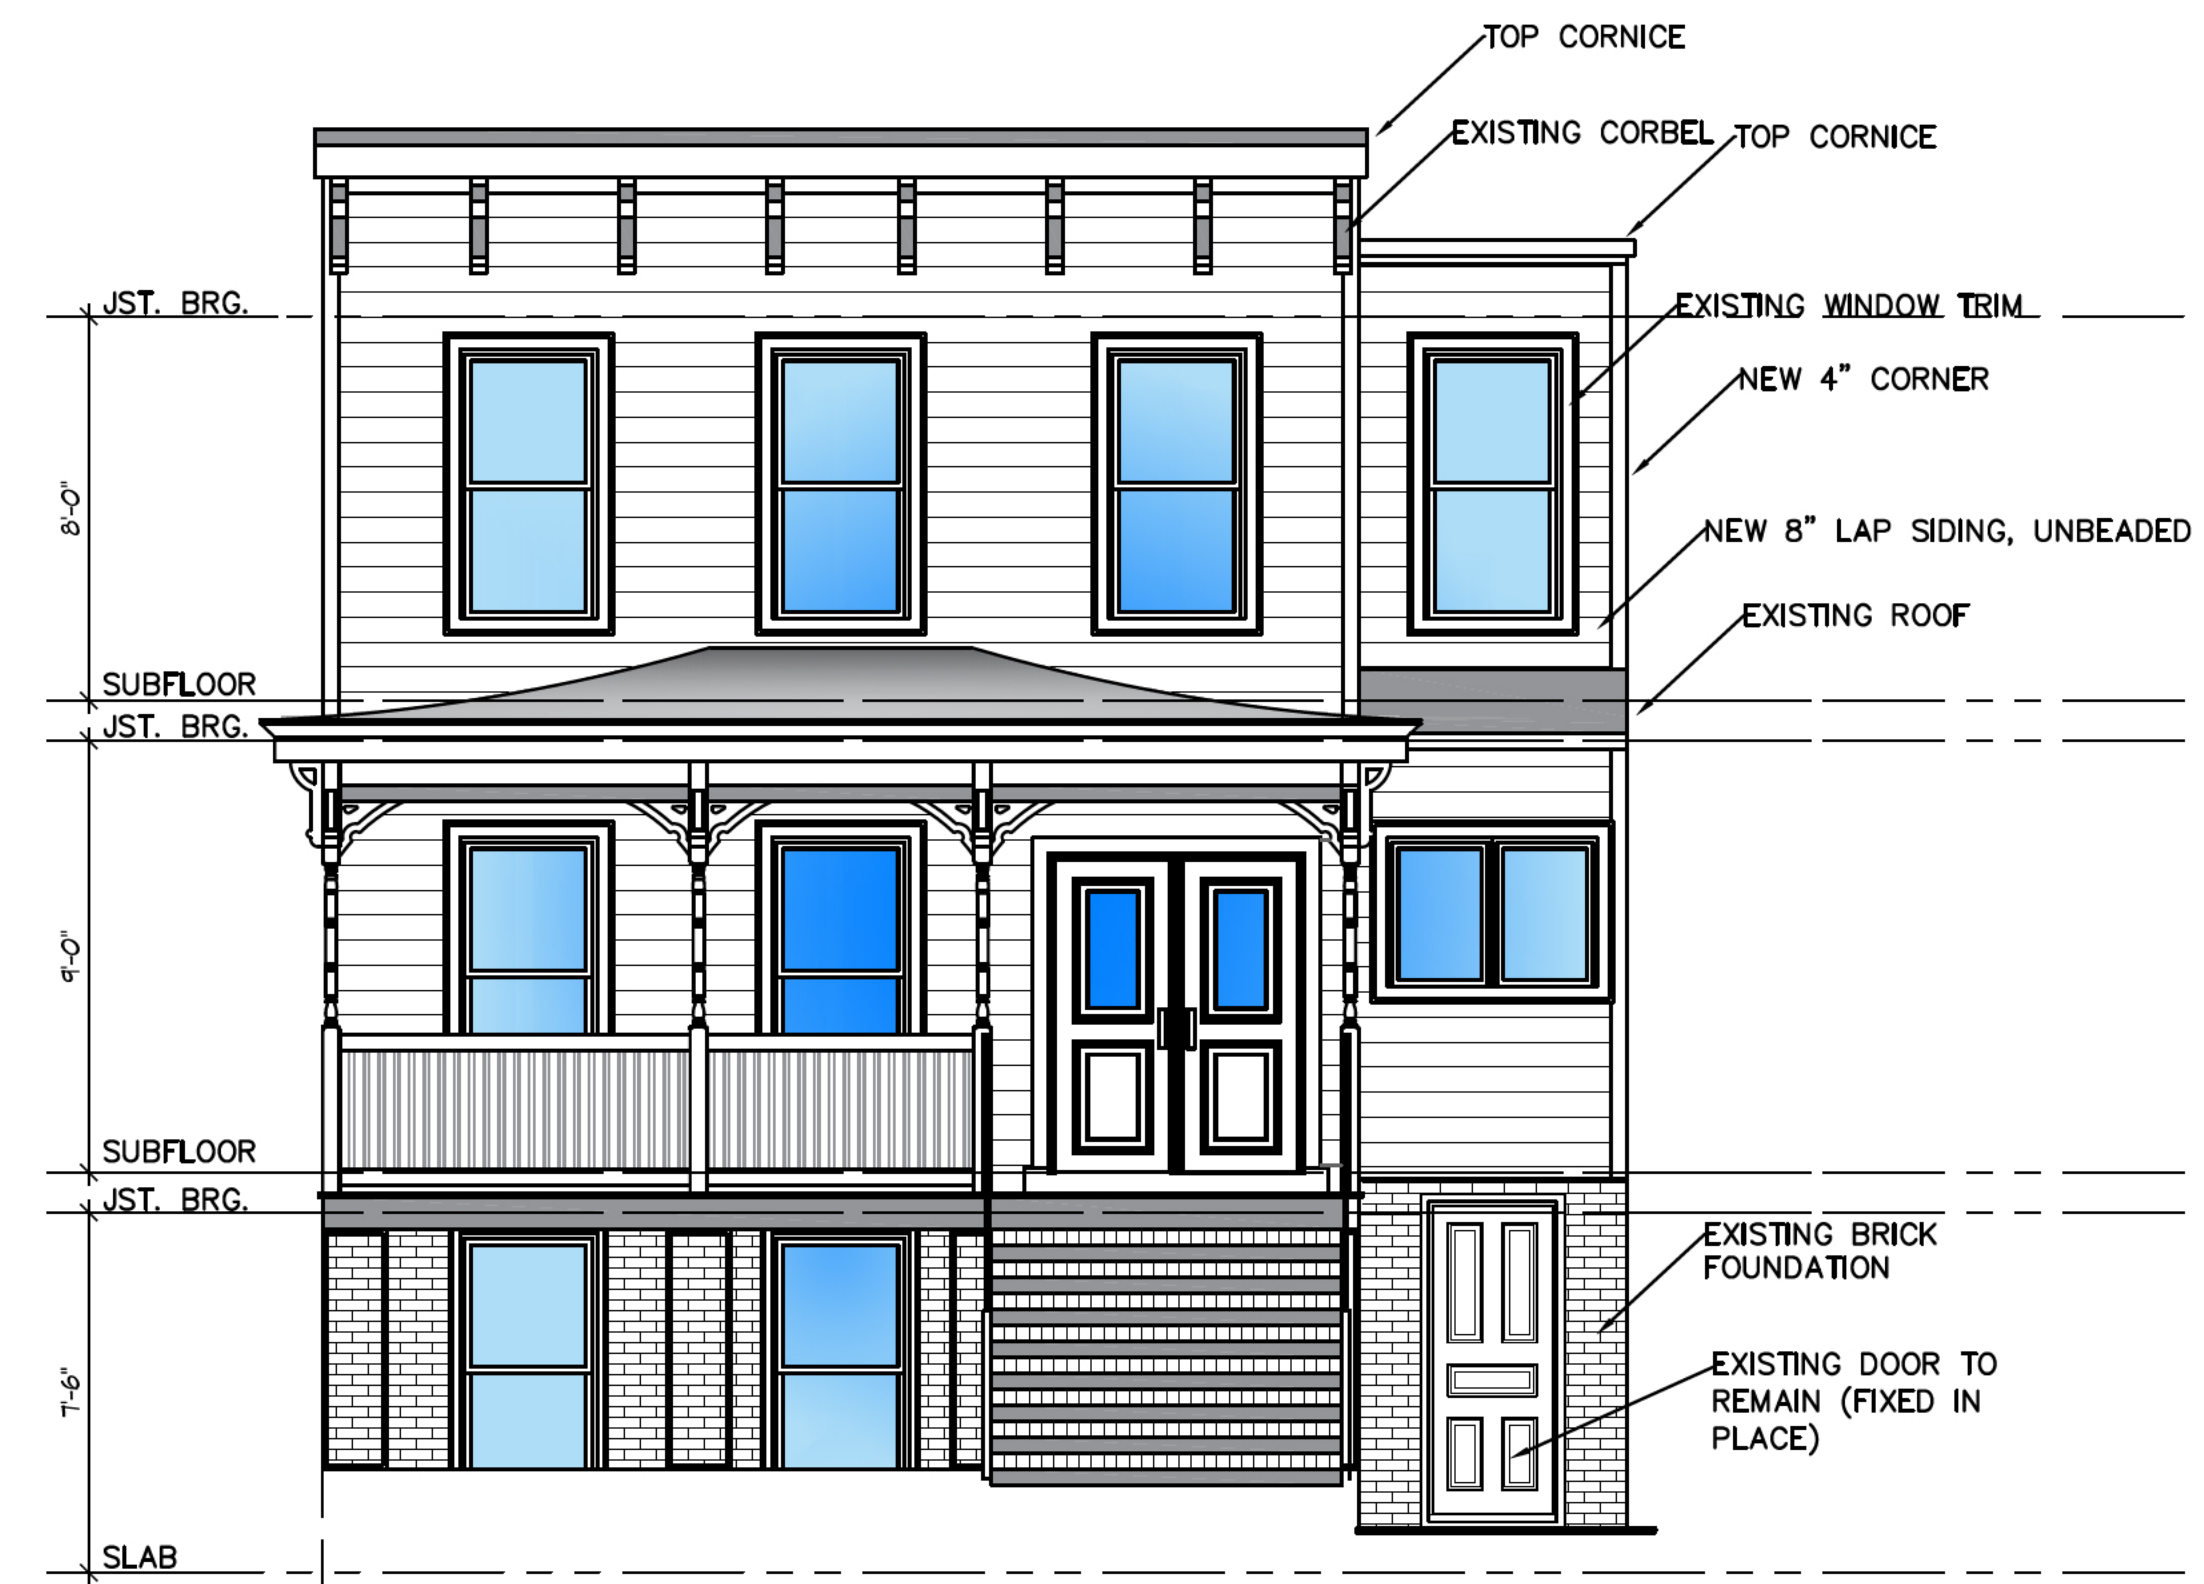 TOP CORNICE
EXISTING CORBEL
TOP CORNICE
JST. BRG.
EXISTING WINDOW TRIM
NEW 4" CORNER
8'-0"
NEW 8" LAP SIDING, UNBEADED
EXISTING ROOF
SUBFLOOR
JST. BRG.
9'-0"
SUBFLOOR
JST. BRG.
EXISTING BRICK
FOUNDATION
7'-6"
EXISTING DOOR TO
REMAIN (FIXED IN
PLACE)
SLAB